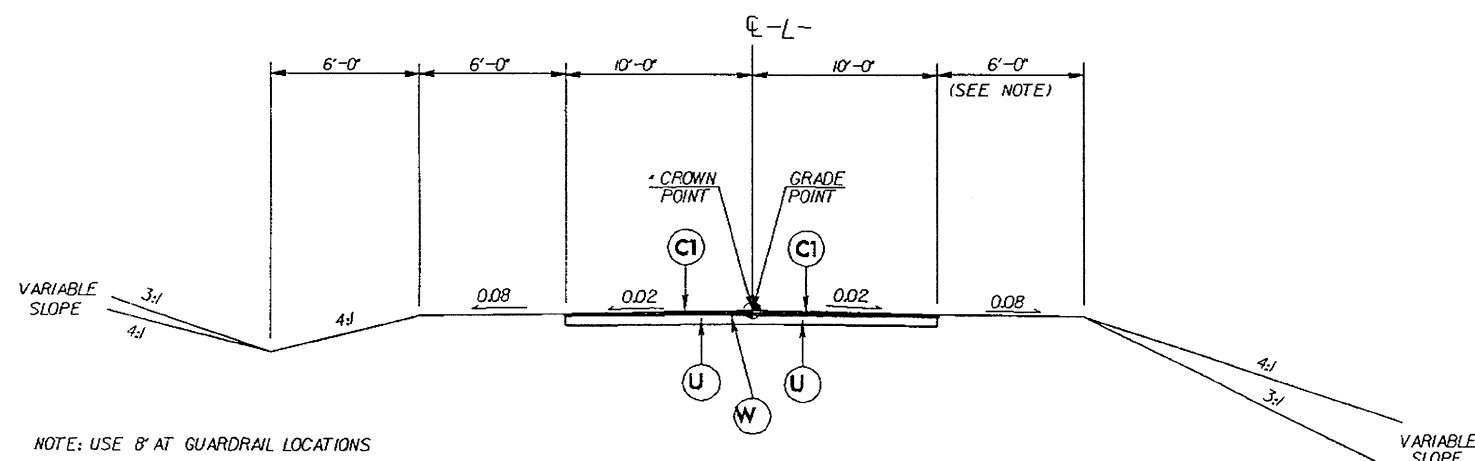 ℄ -L-
6'-0" 6'-0" 10'-0" 10'-0" 6'-0"
(SEE NOTE)
CROWN POINT
GRADE POINT
C1 C1
VARIABLE SLOPE
3:1
4:1
4:1
0.08 0.02 0.02 0.08
U U
W
4:1
3:1
VARIABLE SLOPE
NOTE: USE 8' AT GUARDRAIL LOCATIONS